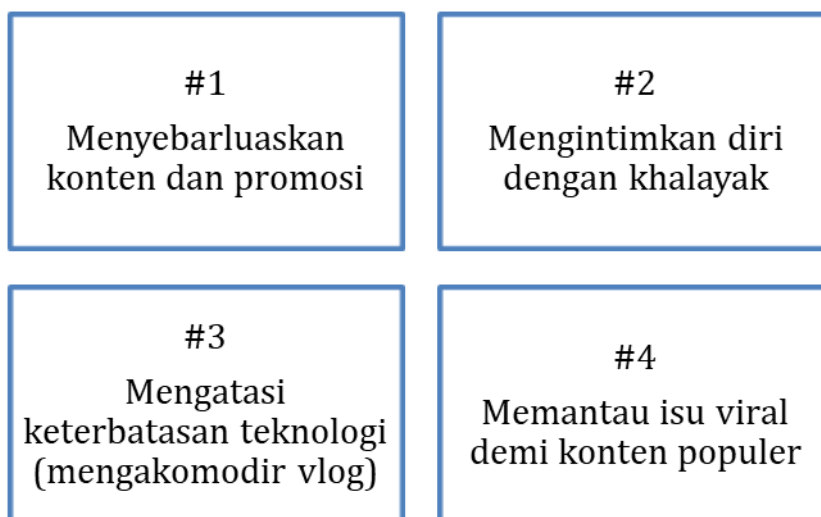 #1
Menyebarluaskan
konten dan promosi
#2
Mengintimkan diri
dengan khalayak
#3
Mengatasi
keterbatasan teknologi
(mengakomodir vlog)
#4
Memantau isu viral
demi konten populer